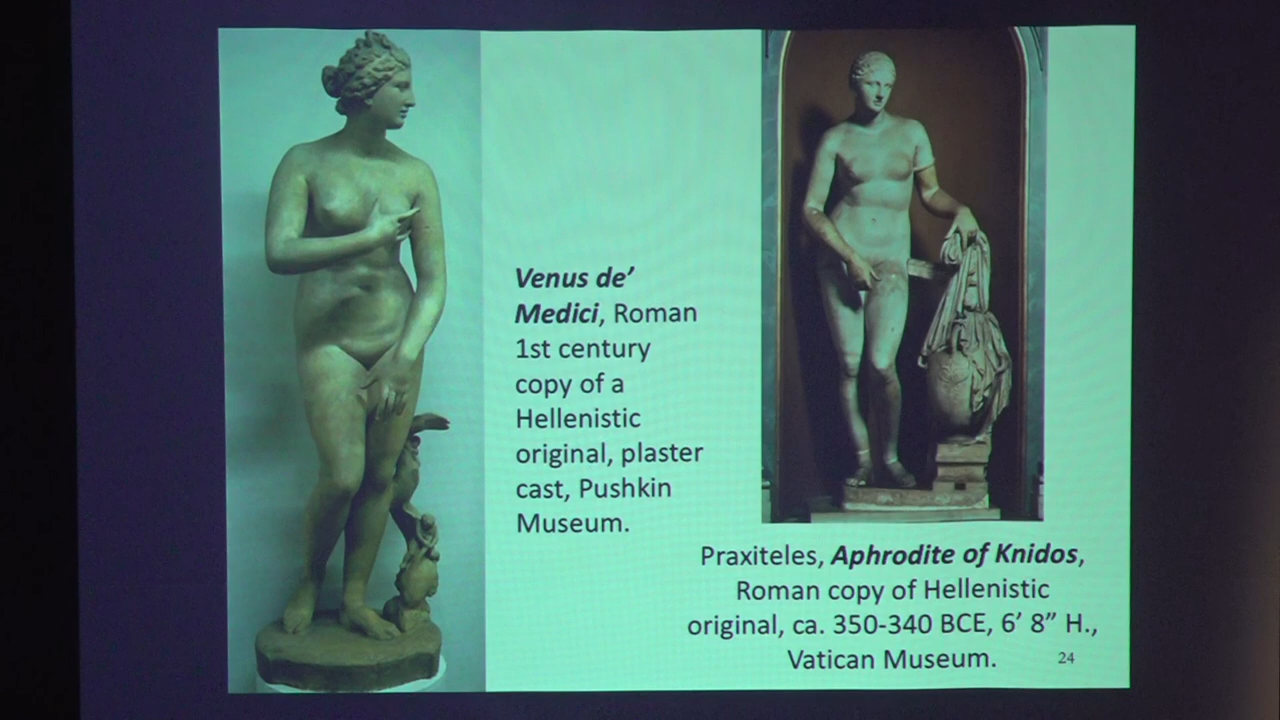 Venus de’
Medici, Roman
1st century
copy of a
Hellenistic
original, plaster
cast, Pushkin
Museum.
Praxiteles, Aphrodite of Knidos,
Roman copy of Hellenistic
original, ca. 350-340 BCE, 6’ 8” H.,
Vatican Museum.
24